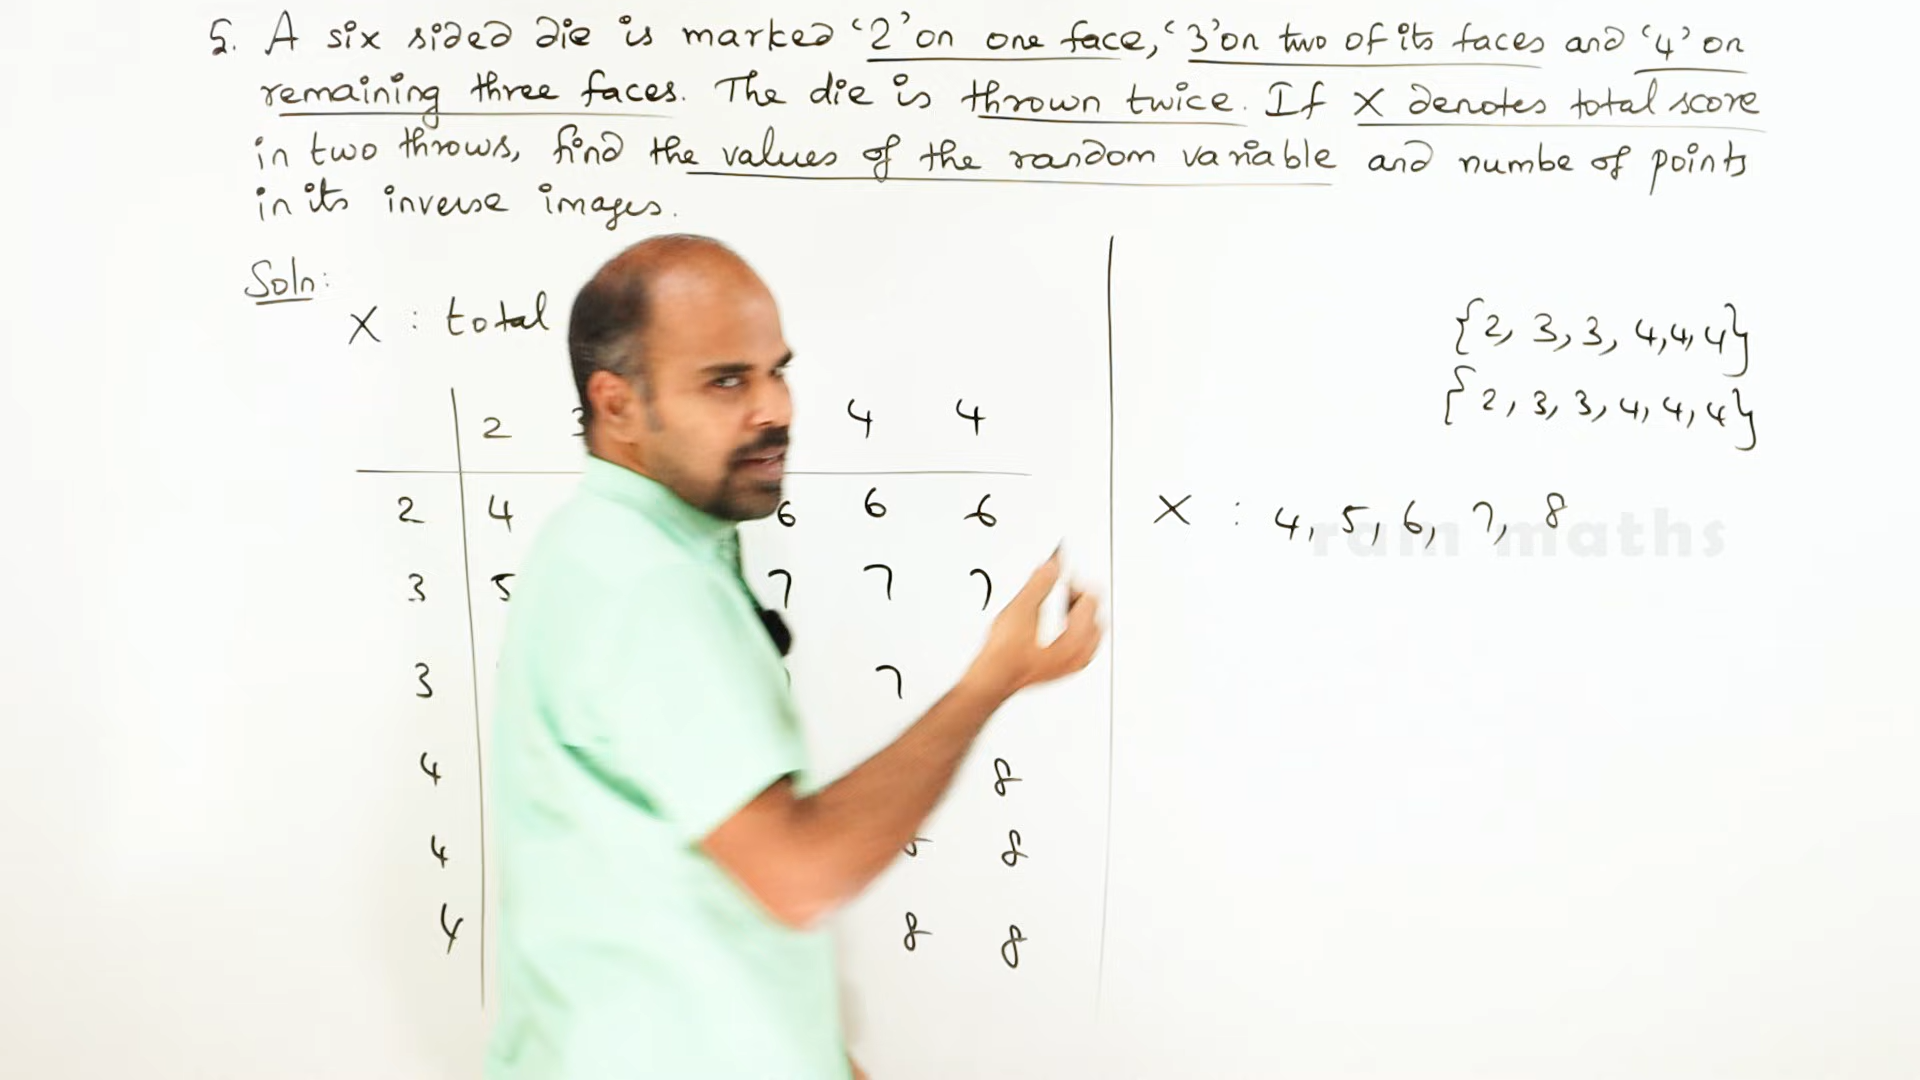 5. A six sided die is marked '2' on one face, '3' on two of its faces and '4' on
remaining three faces. The die is thrown twice. If X denotes total score
in two throws, find the values of the random variable and numbe of points
in its inverse images.
Soln:
X : total
2 3 4 4
2 4 6 6 6
3 5 7 7 7
3 7
4 8
4 8
4 8 8
{2, 3, 3, 4, 4, 4}
{2, 3, 3, 4, 4, 4}
X : 4, 5, 6, 7, 8
ram maths